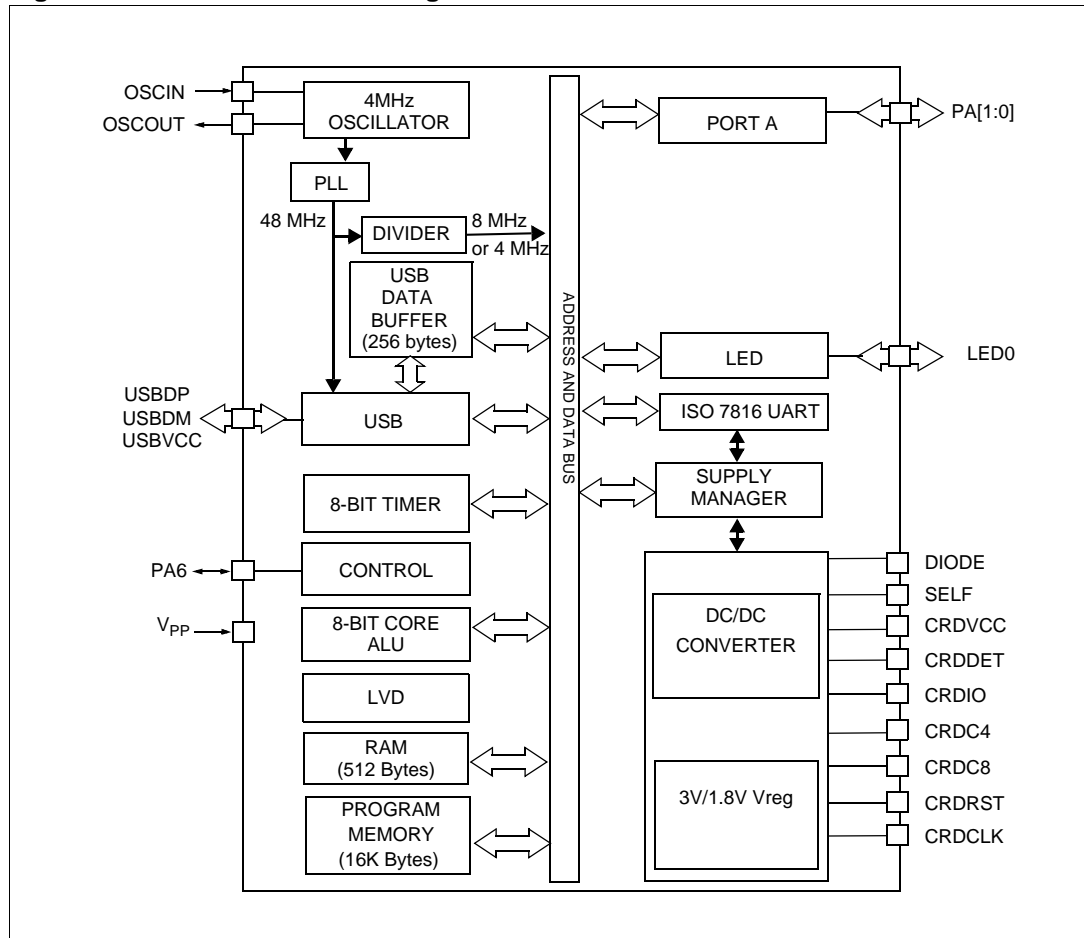 OSCIN
OSCOUT
4MHz
OSCILLATOR
PLL
48 MHz
DIVIDER
8 MHz
or 4 MHz
USB
DATA
BUFFER
(256 bytes)
USBDP
USBDM
USBVCC
USB
8-BIT TIMER
PA6
CONTROL
VPP
8-BIT CORE
ALU
LVD
RAM
(512 Bytes)
PROGRAM
MEMORY
(16K Bytes)
ADDRESS AND DATA BUS
PORT A
PA[1:0]
LED
LED0
ISO 7816 UART
SUPPLY
MANAGER
DC/DC
CONVERTER
3V/1.8V Vreg
DIODE
SELF
CRDVCC
CRDDET
CRDIO
CRDC4
CRDC8
CRDRST
CRDCLK